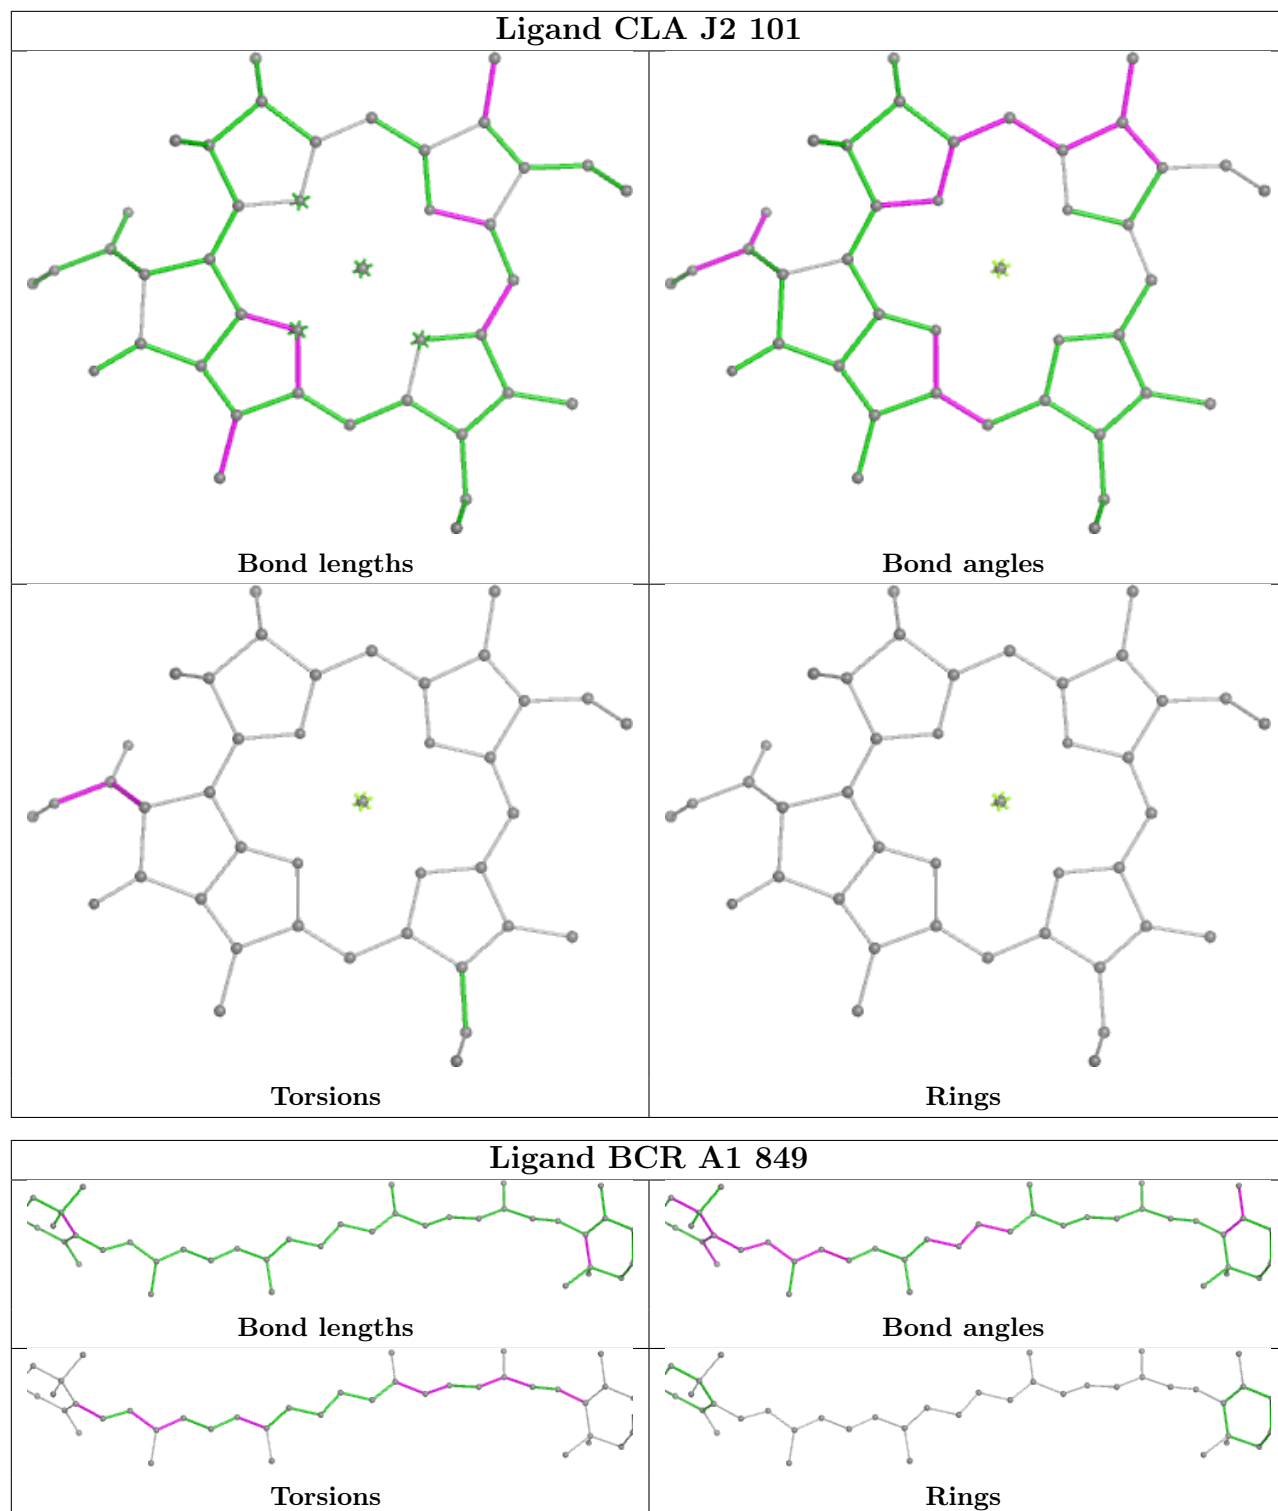 Ligand CLA J2 101
Bond lengths
Bond angles
Torsions
Rings
Ligand BCR A1 849
Bond lengths
Bond angles
Torsions
Rings